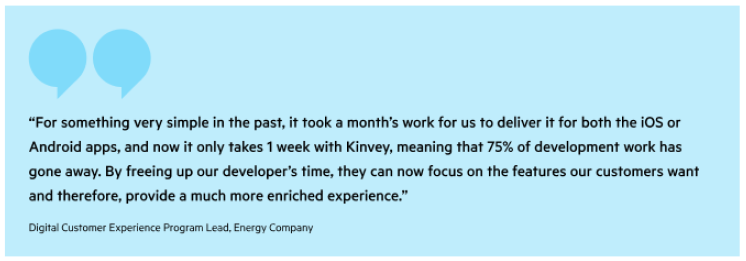 “For something very simple in the past, it took a month’s work for us to deliver it for both the iOS or
Android apps, and now it only takes 1 week with Kinvey, meaning that 75% of development work has
gone away. By freeing up our developer’s time, they can now focus on the features our customers want
and therefore, provide a much more enriched experience.”
Digital Customer Experience Program Lead, Energy Company